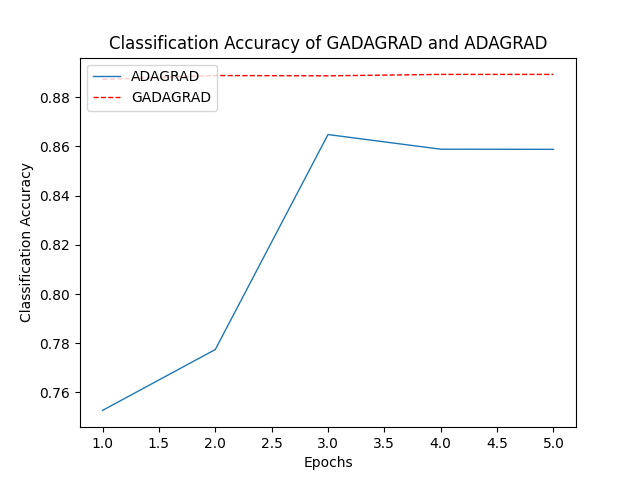 Classification Accuracy of GADAGRAD and ADAGRAD
ADAGRAD
GADAGRAD
Classification Accuracy
0.88
0.86
0.84
0.82
0.80
0.78
0.76
1.0 1.5 2.0 2.5 3.0 3.5 4.0 4.5 5.0
Epochs